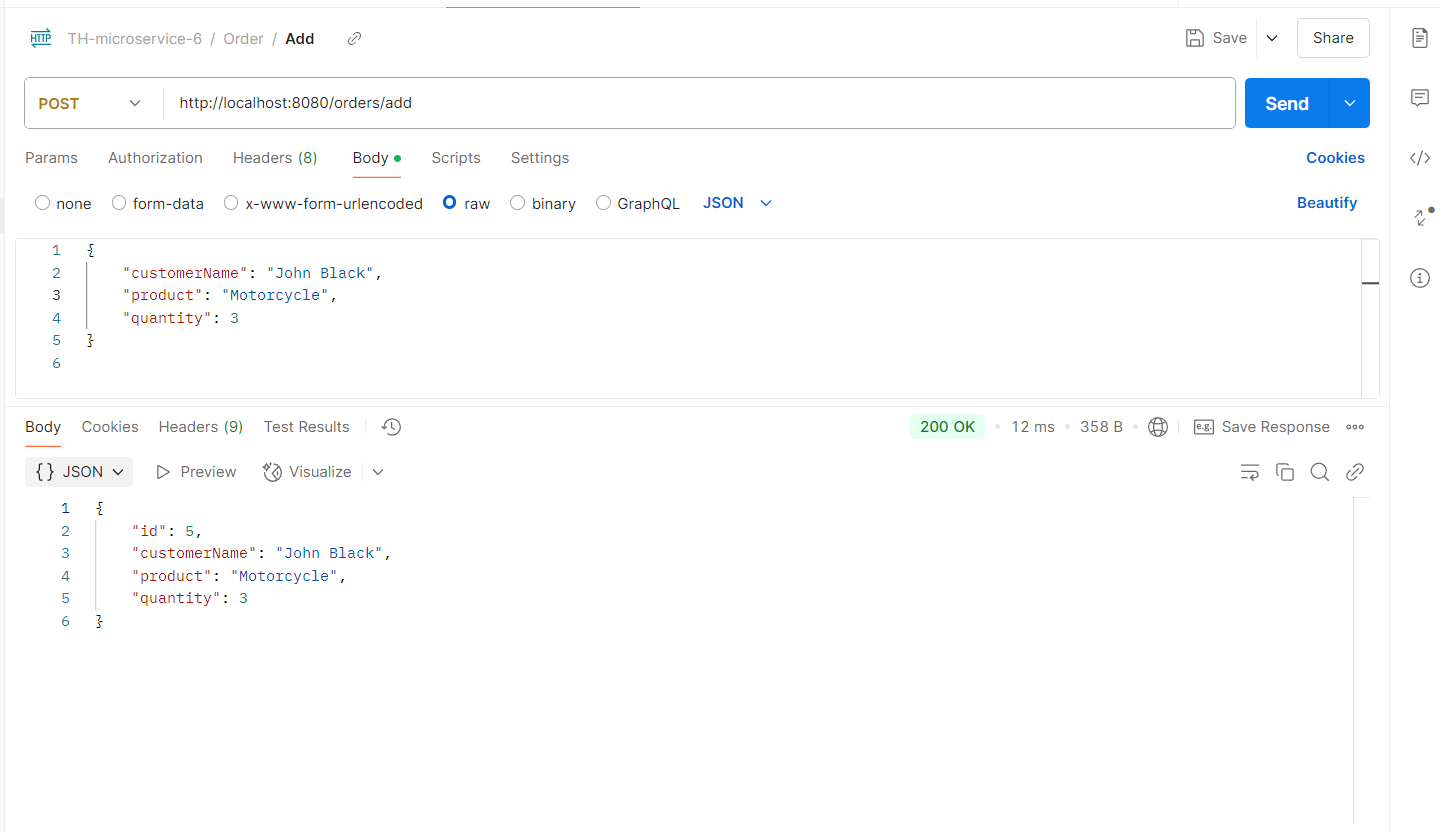 HTTP TH-microservice-6 / Order / Add Save Share
POST http://localhost:8080/orders/add Send
Params Authorization Headers (8) Body Scripts Settings Cookies
none form-data x-www-form-urlencoded raw binary GraphQL JSON Beautify
1 {
2 "customerName": "John Black",
3 "product": "Motorcycle",
4 "quantity": 3
5 }
6
Body Cookies Headers (9) Test Results 200 OK • 12 ms • 358 B • e.g. Save Response
{} JSON Preview Visualize
1 {
2 "id": 5,
3 "customerName": "John Black",
4 "product": "Motorcycle",
5 "quantity": 3
6 }